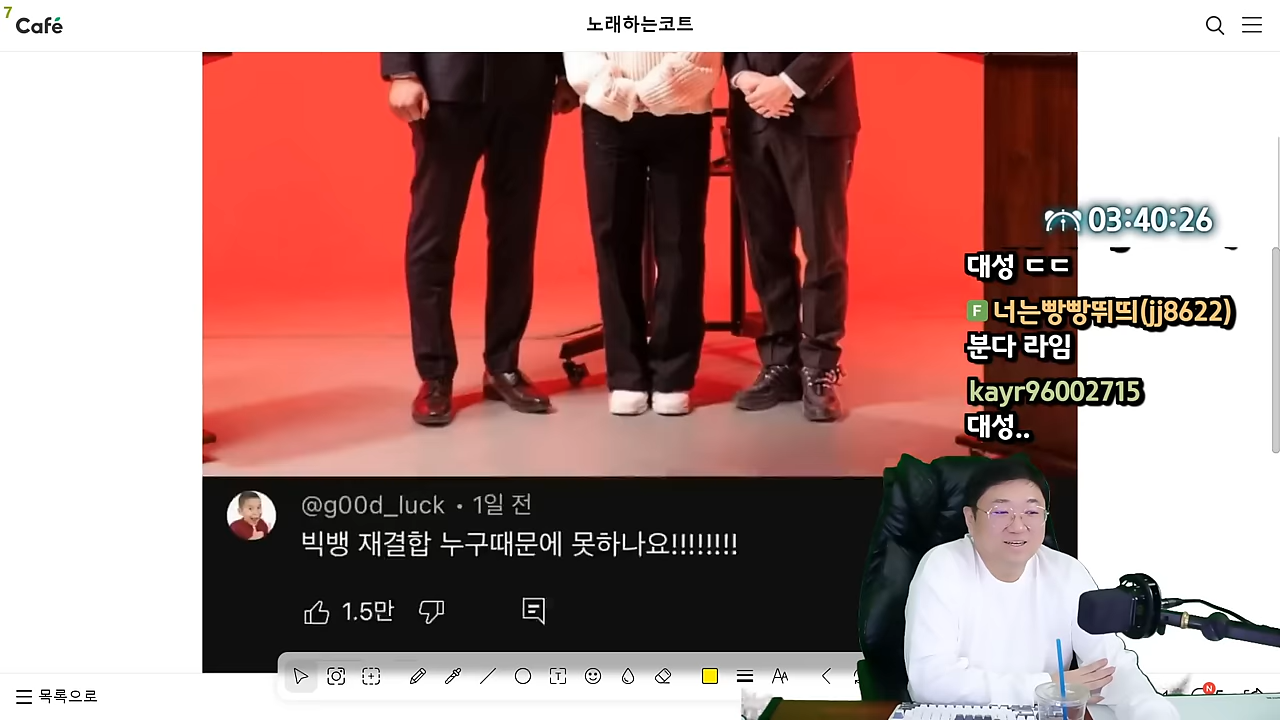 7
Café
노래하는코트
03:40:26
대성 ㄷㄷ
F 너는빵빵뛰띄(jj8622)
분다 라임
kayr96002715
대성..
@g00d_luck · 1일 전
빅뱅 재결합 누구때문에 못하나요!!!!!!!!
1.5만
T
AA
N
목록으로